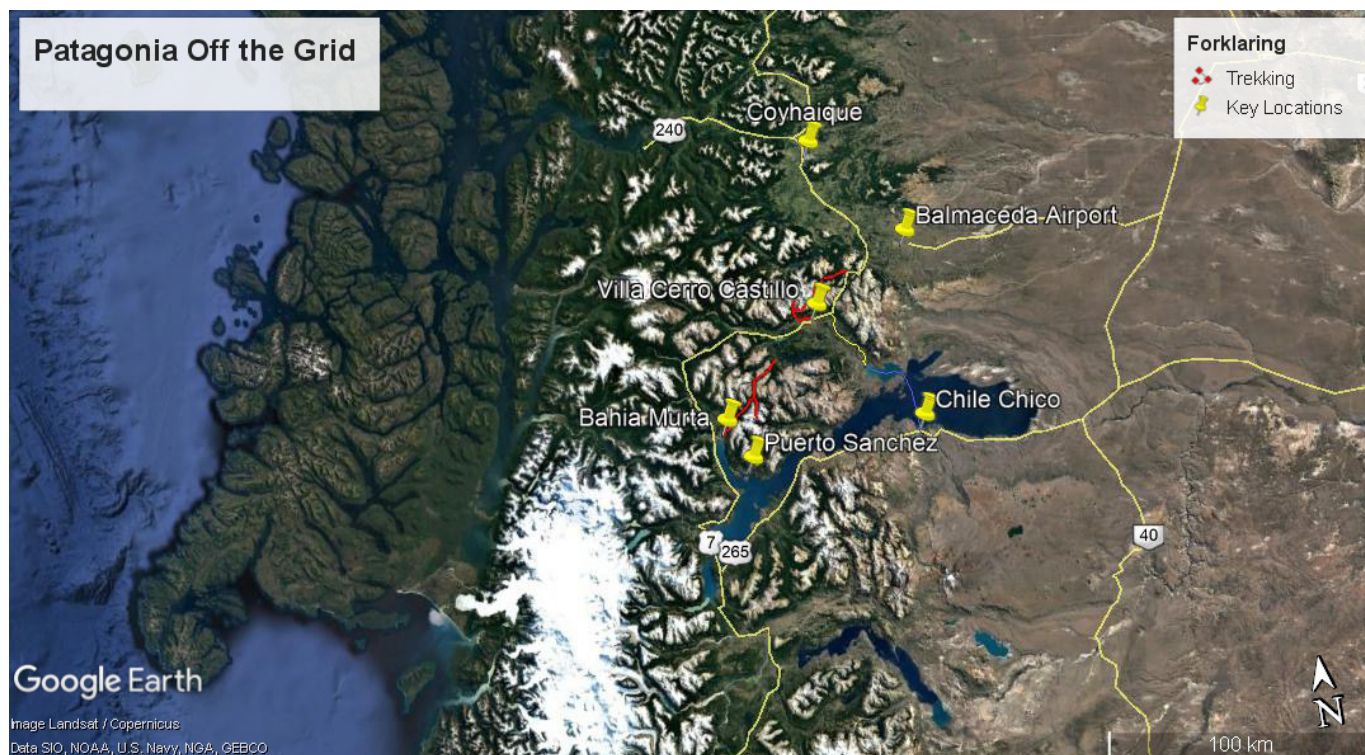 Patagonia Off the Grid
Forklaring
Trekking
Key Locations
Coyhaique
240
Balmaceda Airport
Villa Cerro Castillo
Chile Chico
Bahia Murta
Puerto Sanchez
7
265
40
Google Earth
N
Image Landsat / Copernicus
Data SIO, NOAA, U.S. Navy, NGA, GEBCO
100 km